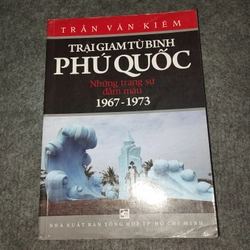 TRẦN VĂN KIÊM
TRẠI GIAM TÙ BINH
PHÚ QUỐC
Những trang sử
đẫm máu
1967 - 1973
NHÀ XUẤT BẢN TỔNG HỢP TP. HỒ CHÍ MINH